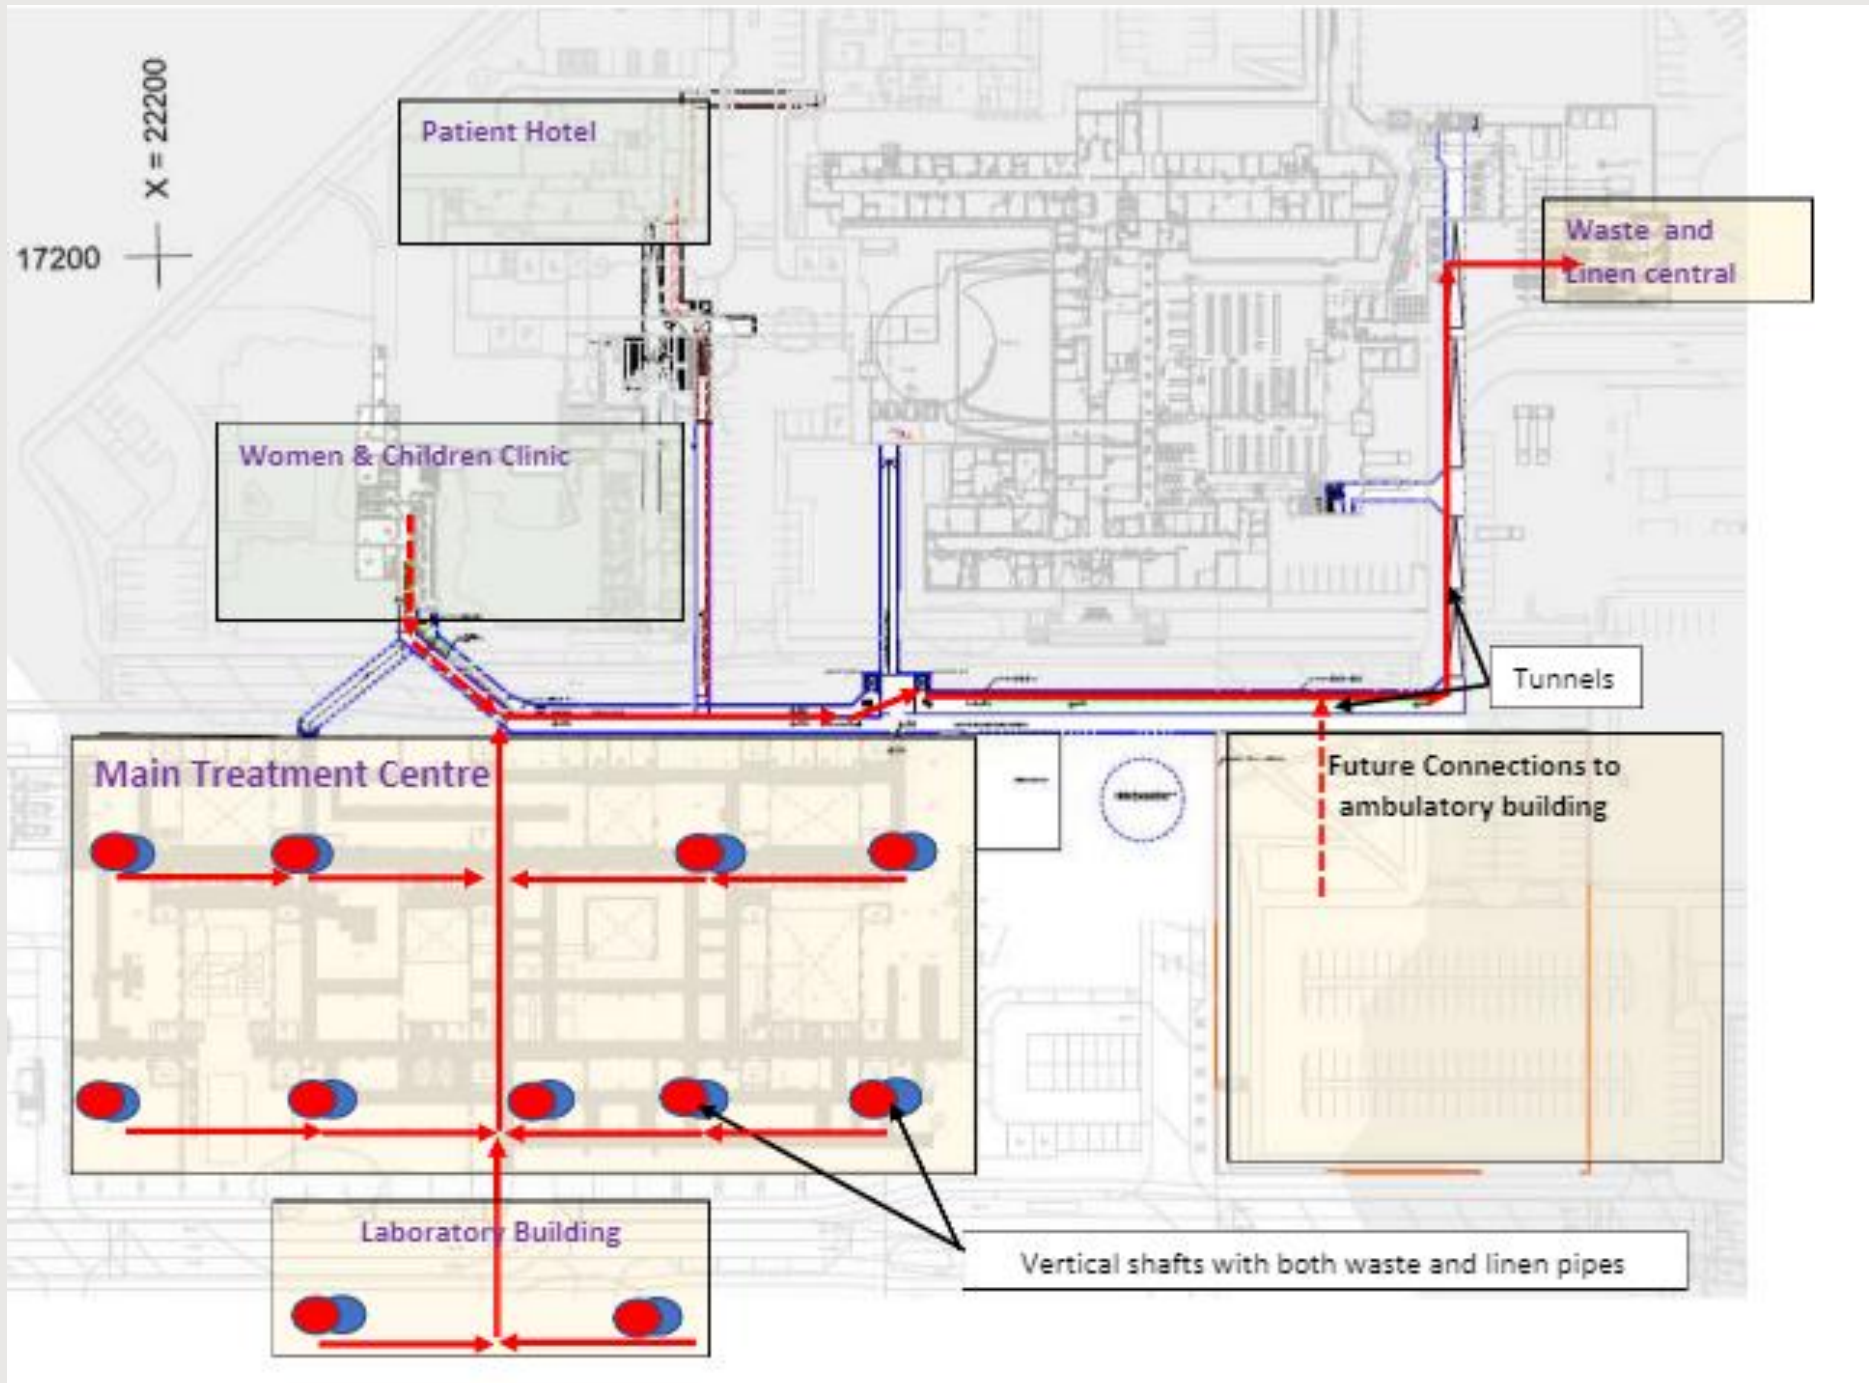 X = 22200
Patient Hotel
17200
Waste and
Linen central
Women & Children Clinic
Tunnels
Main Treatment Centre
Future Connections to
ambulatory building
Laboratory Building
Vertical shafts with both waste and linen pipes